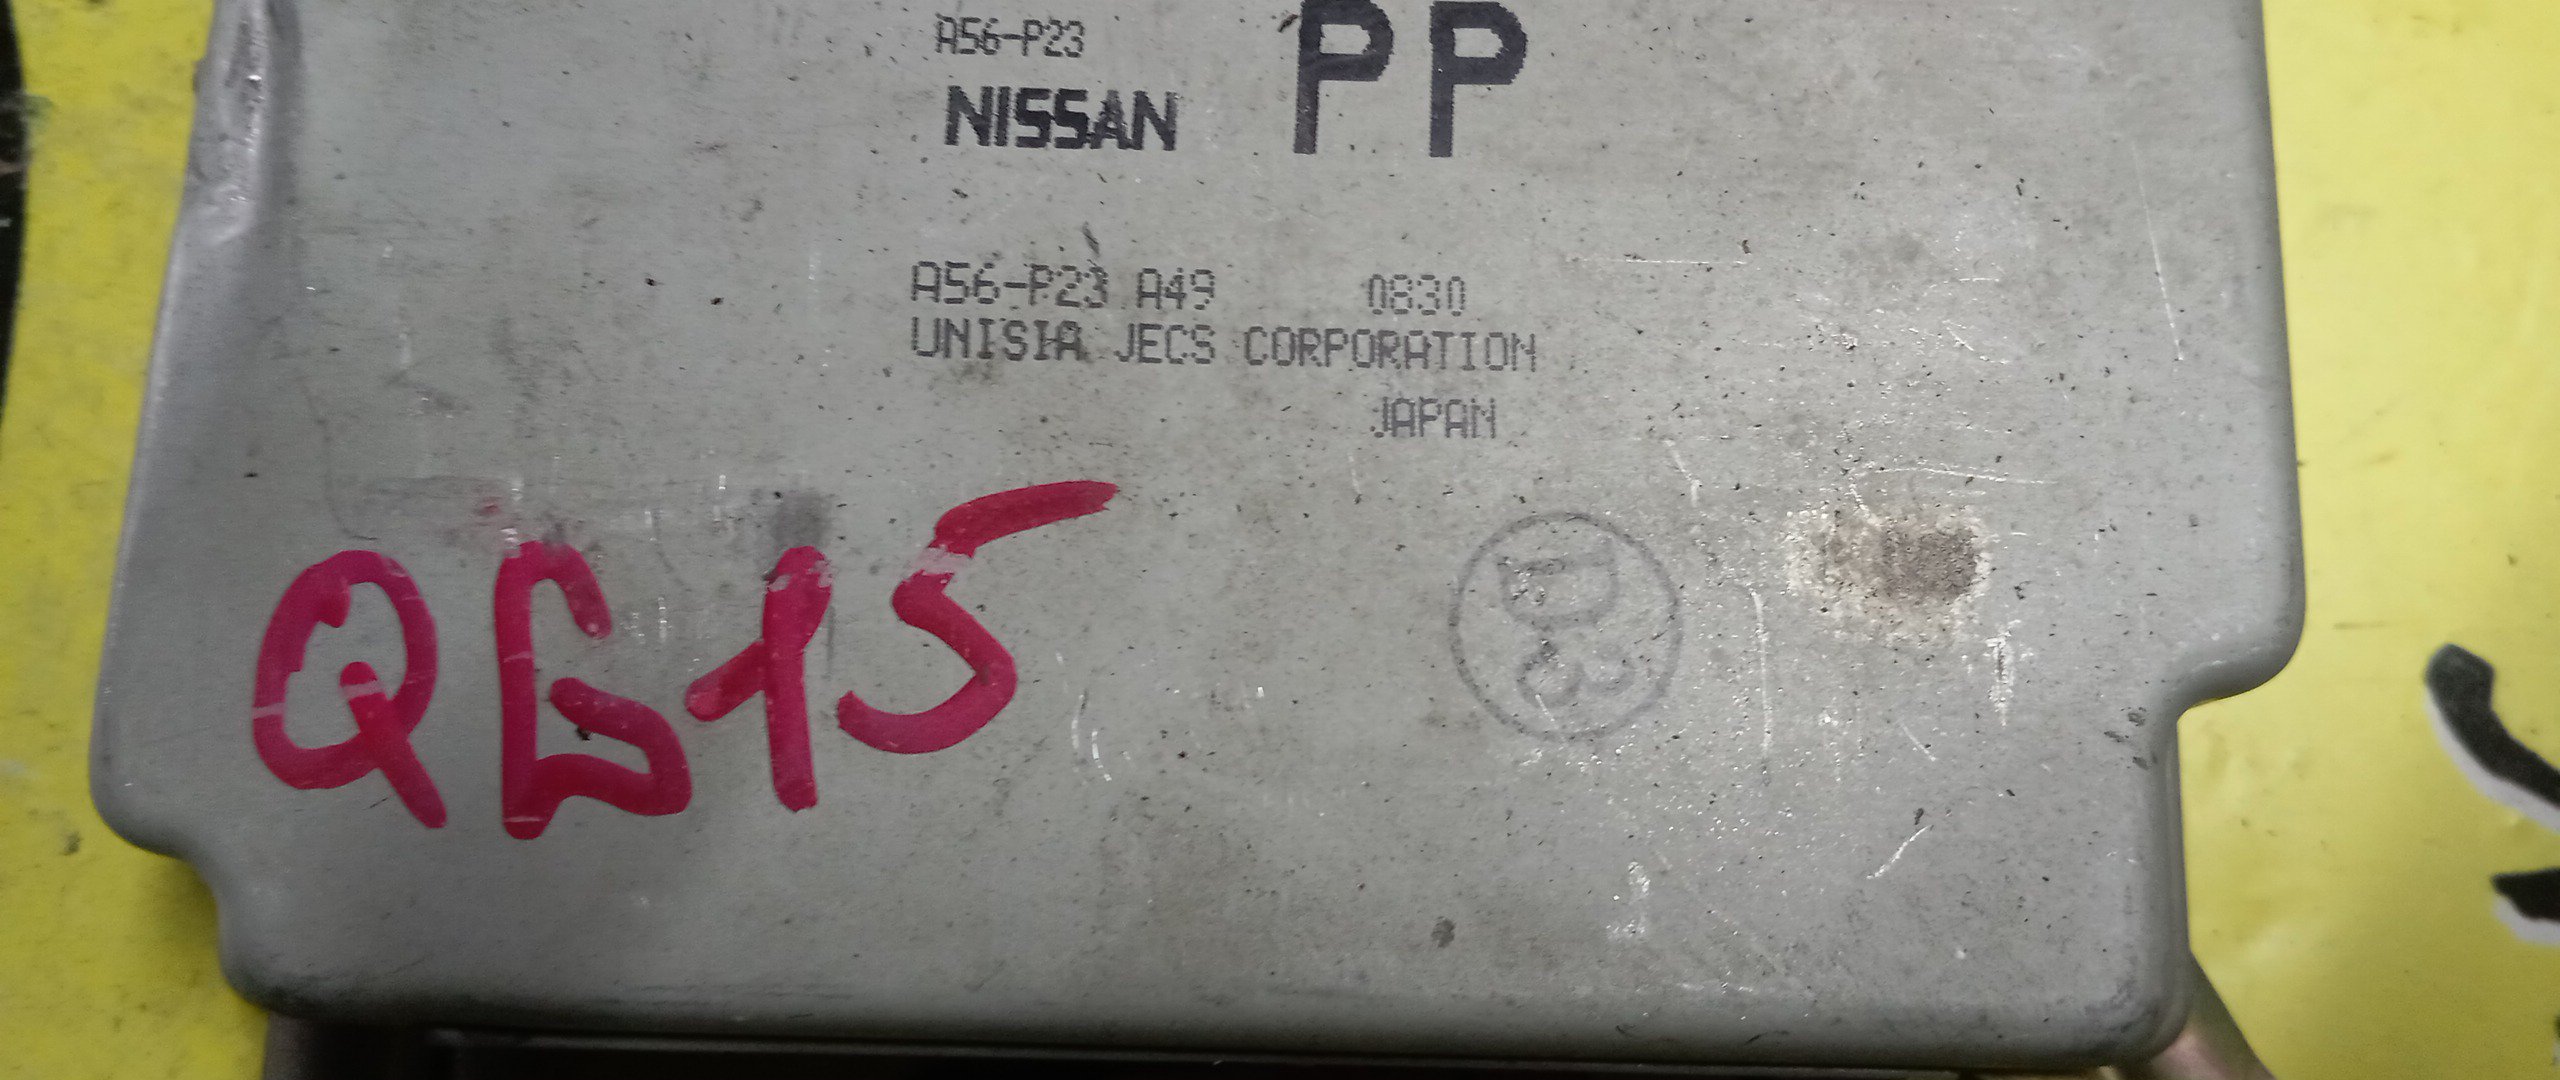 A56-P23
NISSAN PP
A56-P23 A49 0830
UNISIA JECS CORPORATION
JAPAN
QG15